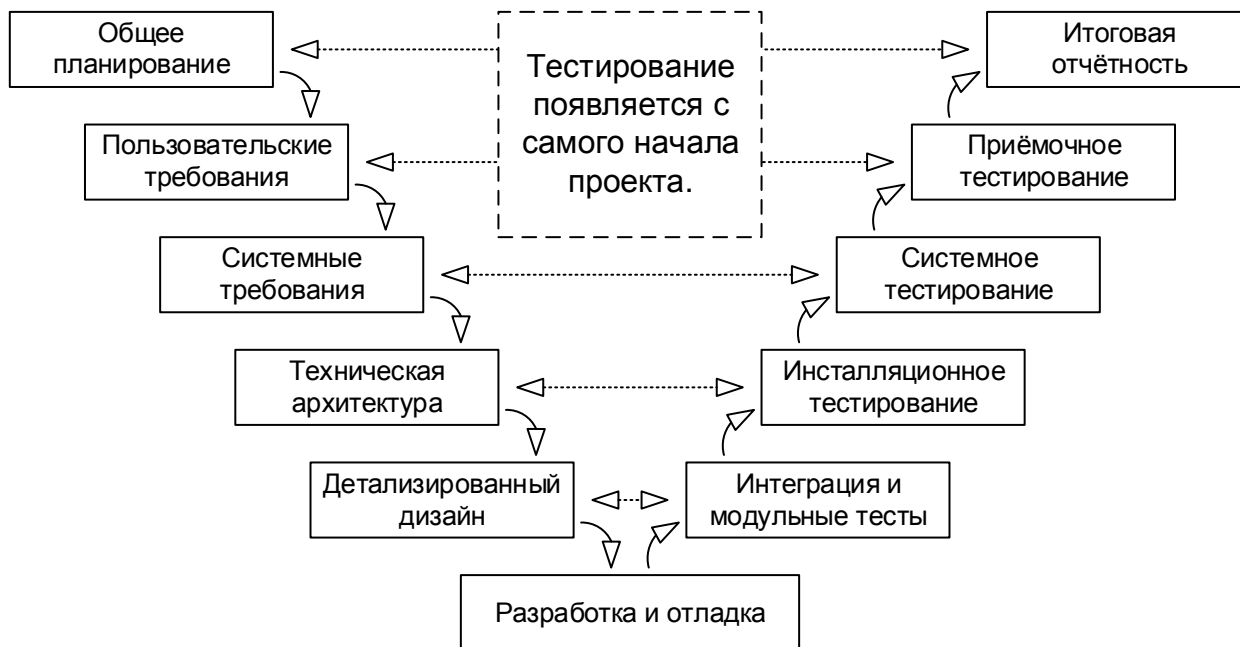 Общее
планирование
Тестирование
появляется с
самого начала
проекта.
Итоговая
отчётность
Пользовательские
требования
Приёмочное
тестирование
Системные
требования
Системное
тестирование
Техническая
архитектура
Инсталляционное
тестирование
Детализированный
дизайн
Интеграция и
модульные тесты
Разработка и отладка